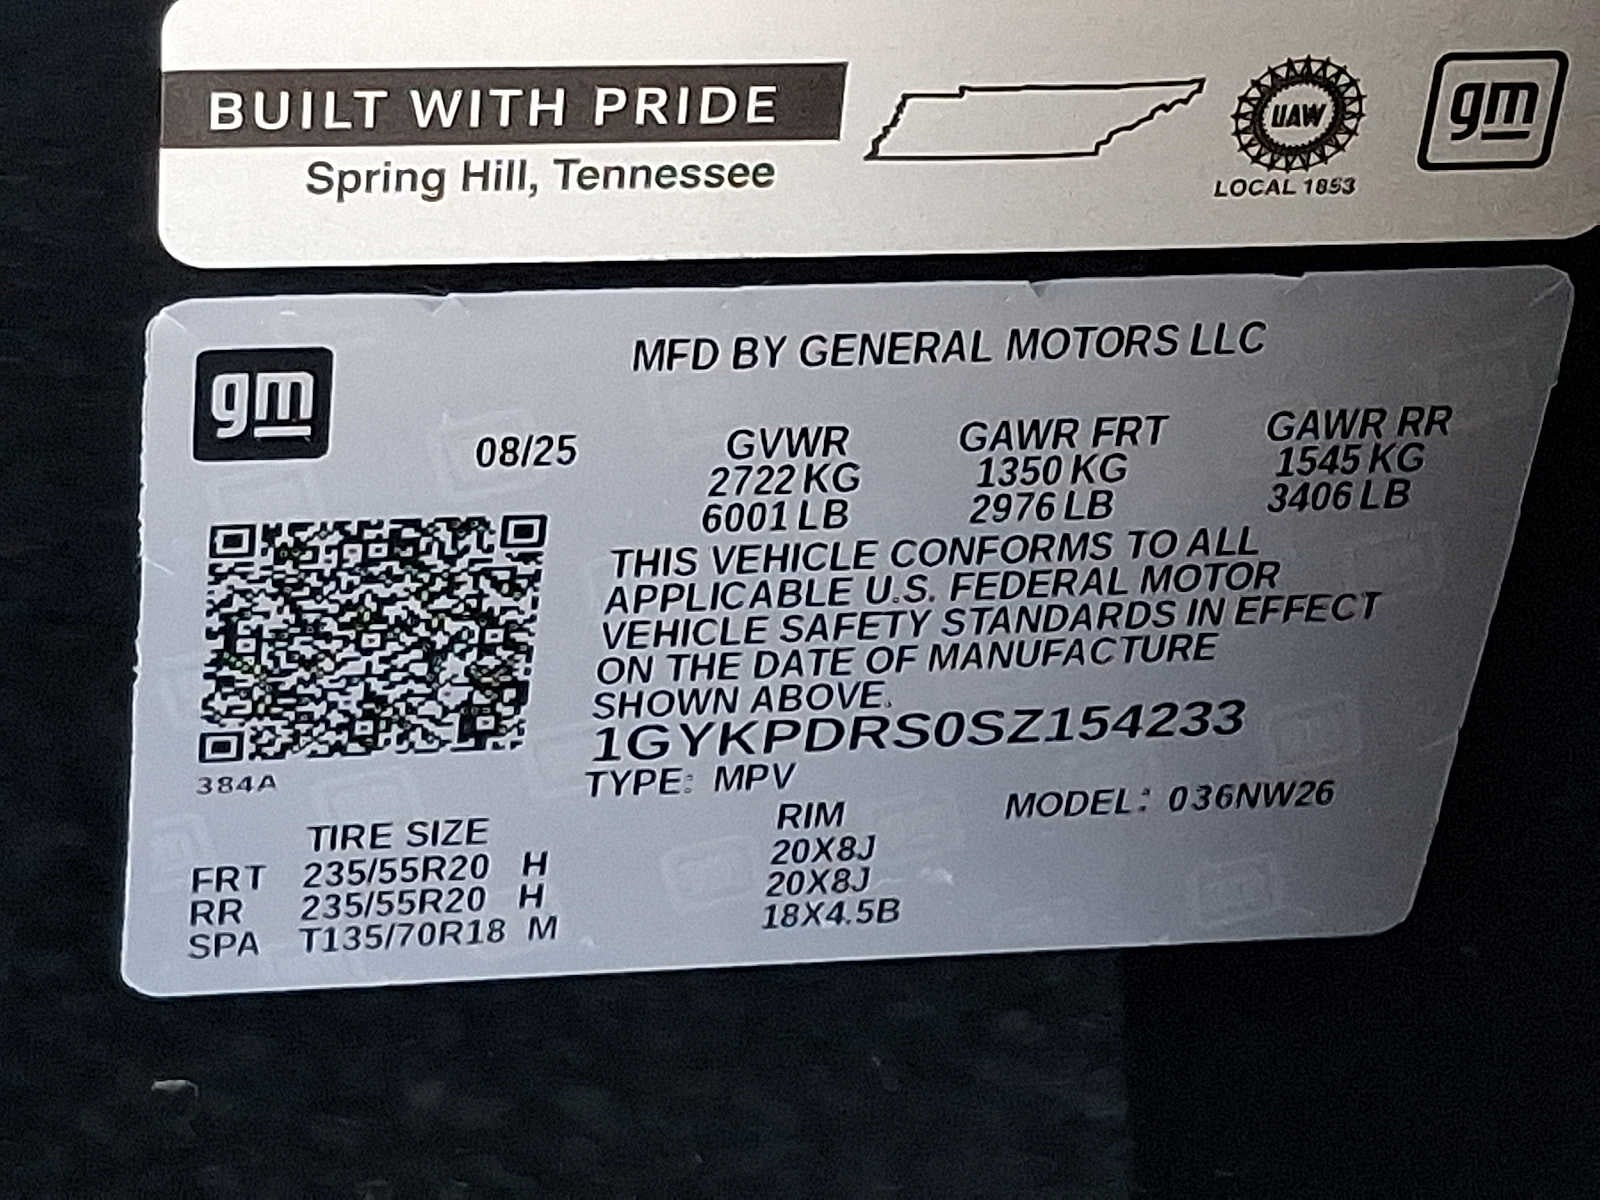 BUILT WITH PRIDE
Spring Hill, Tennessee
UAW
LOCAL 1853
gm
gm
MFD BY GENERAL MOTORS LLC
08/25
GVWR GAWR FRT GAWR RR
2722 KG 1350 KG 1545 KG
6001 LB 2976 LB 3406 LB
THIS VEHICLE CONFORMS TO ALL
APPLICABLE U.S. FEDERAL MOTOR
VEHICLE SAFETY STANDARDS IN EFFECT
ON THE DATE OF MANUFACTURE
SHOWN ABOVE.
1GYKPDRS0SZ154233
384A
TYPE: MPV
MODEL: 036NW26
TIRE SIZE RIM
FRT 235/55R20 H 20X8J
RR 235/55R20 H 20X8J
SPA T135/70R18 M 18X4.5B